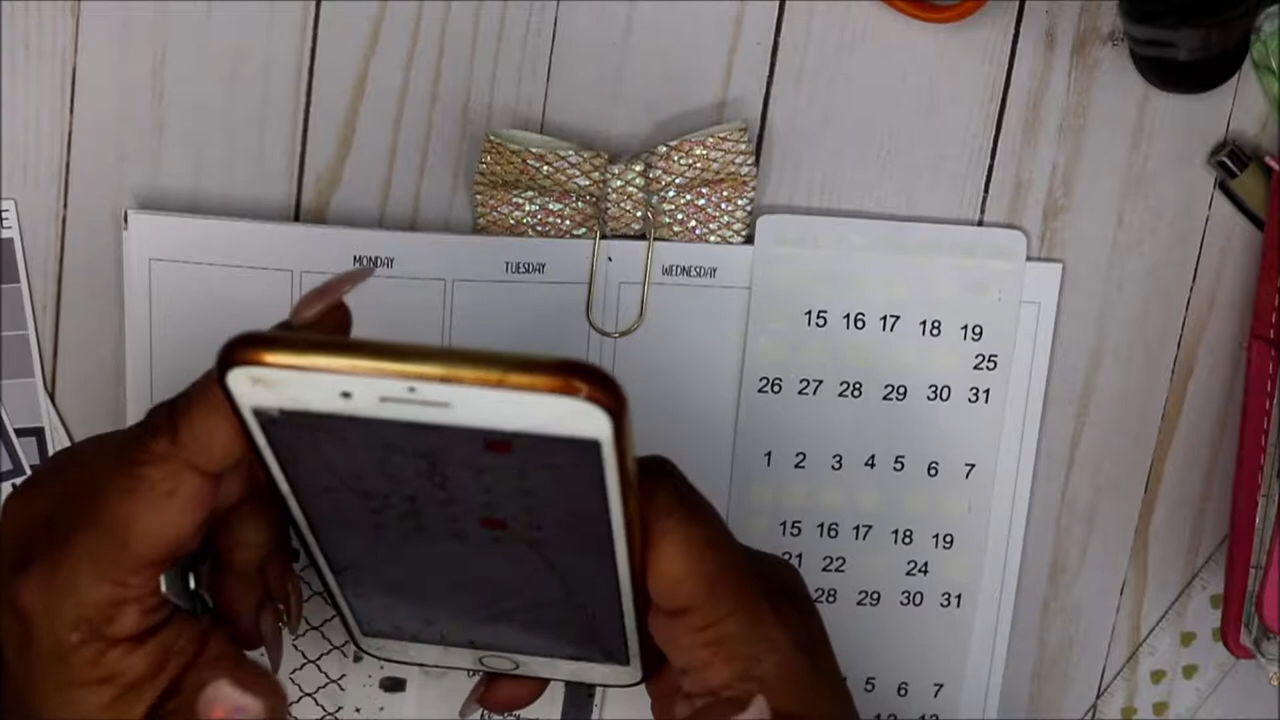 E
MONDAY TUESDAY WEDNESDAY
15 16 17 18 19
25
26 27 28 29 30 31
1 2 3 4 5 6 7
15 16 17 18 19
21 22 24
28 29 30 31
5 6 7